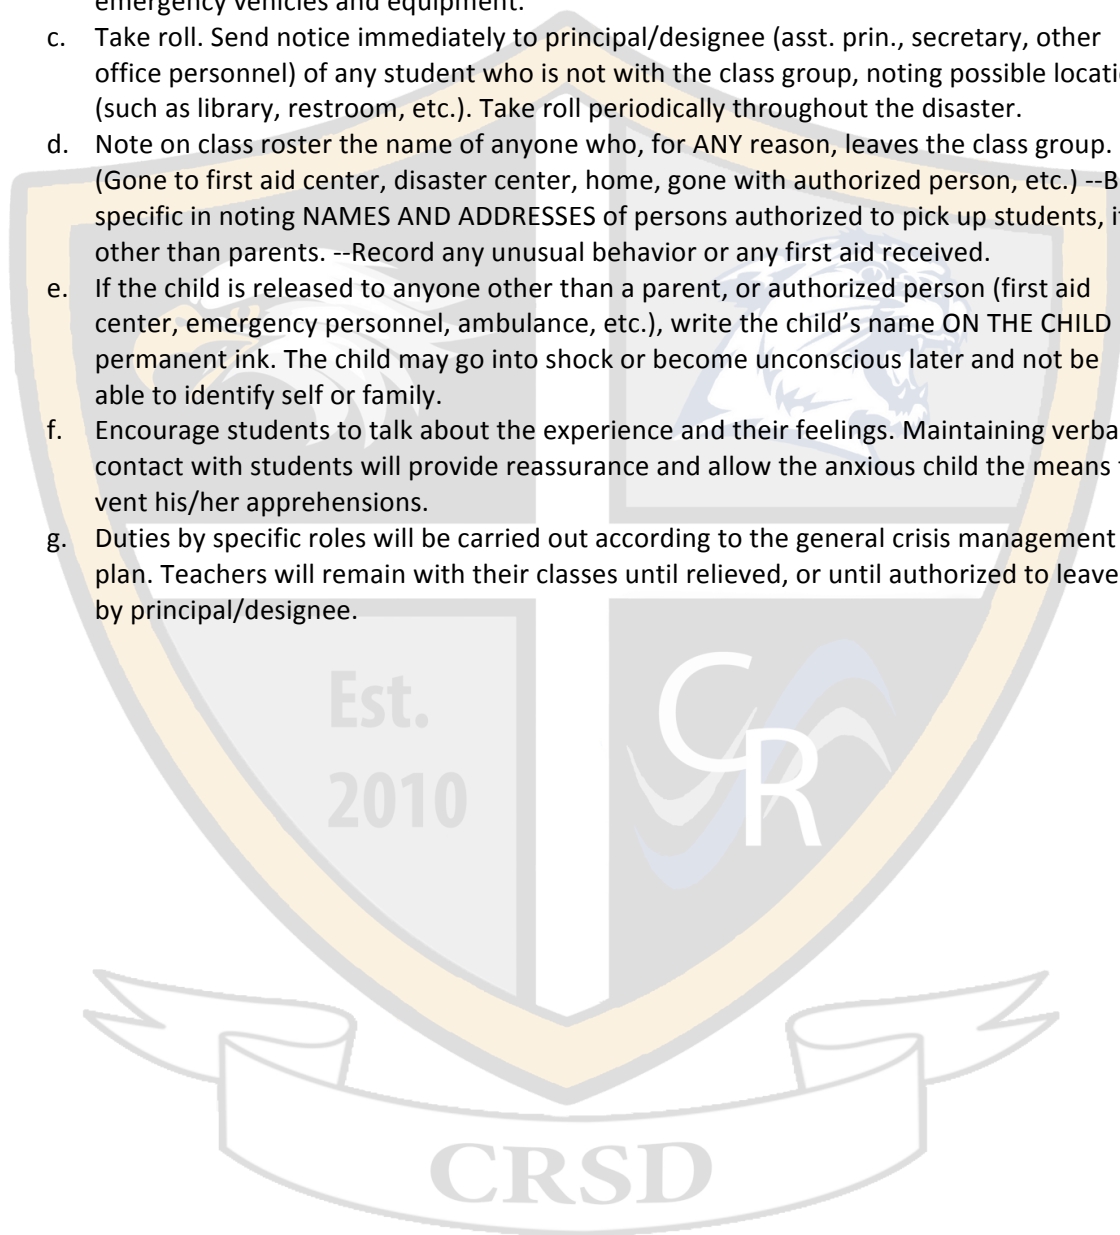 emergency vehicles and equipment.
c. Take roll. Send notice immediately to principal/designee (asst. prin., secretary, other
office personnel) of any student who is not with the class group, noting possible
(such as library, restroom, etc.). Take roll periodically throughout the disaster.
d. Note on class roster the name of anyone who, for ANY reason, leaves the class group.
(Gone to first aid center, disaster center, home, gone with authorized person, etc.) --
specific in noting NAMES AND ADDRESSES of persons authorized to pick up students,
other than parents. --Record any unusual behavior or any first aid received.
e. If the child is released to anyone other than a parent, or authorized person (first aid
center, emergency personnel, ambulance, etc.), write the child’s name ON THE CHILD
permanent ink. The child may go into shock or become unconscious later and not be
able to identify self or family.
f. Encourage students to talk about the experience and their feelings. Maintaining
contact with students will provide reassurance and allow the anxious child the means
vent his/her apprehensions.
g. Duties by specific roles will be carried out according to the general crisis management
plan. Teachers will remain with their classes until relieved, or until authorized to leave
by principal/designee.
Est.
2010
CR
CRSD